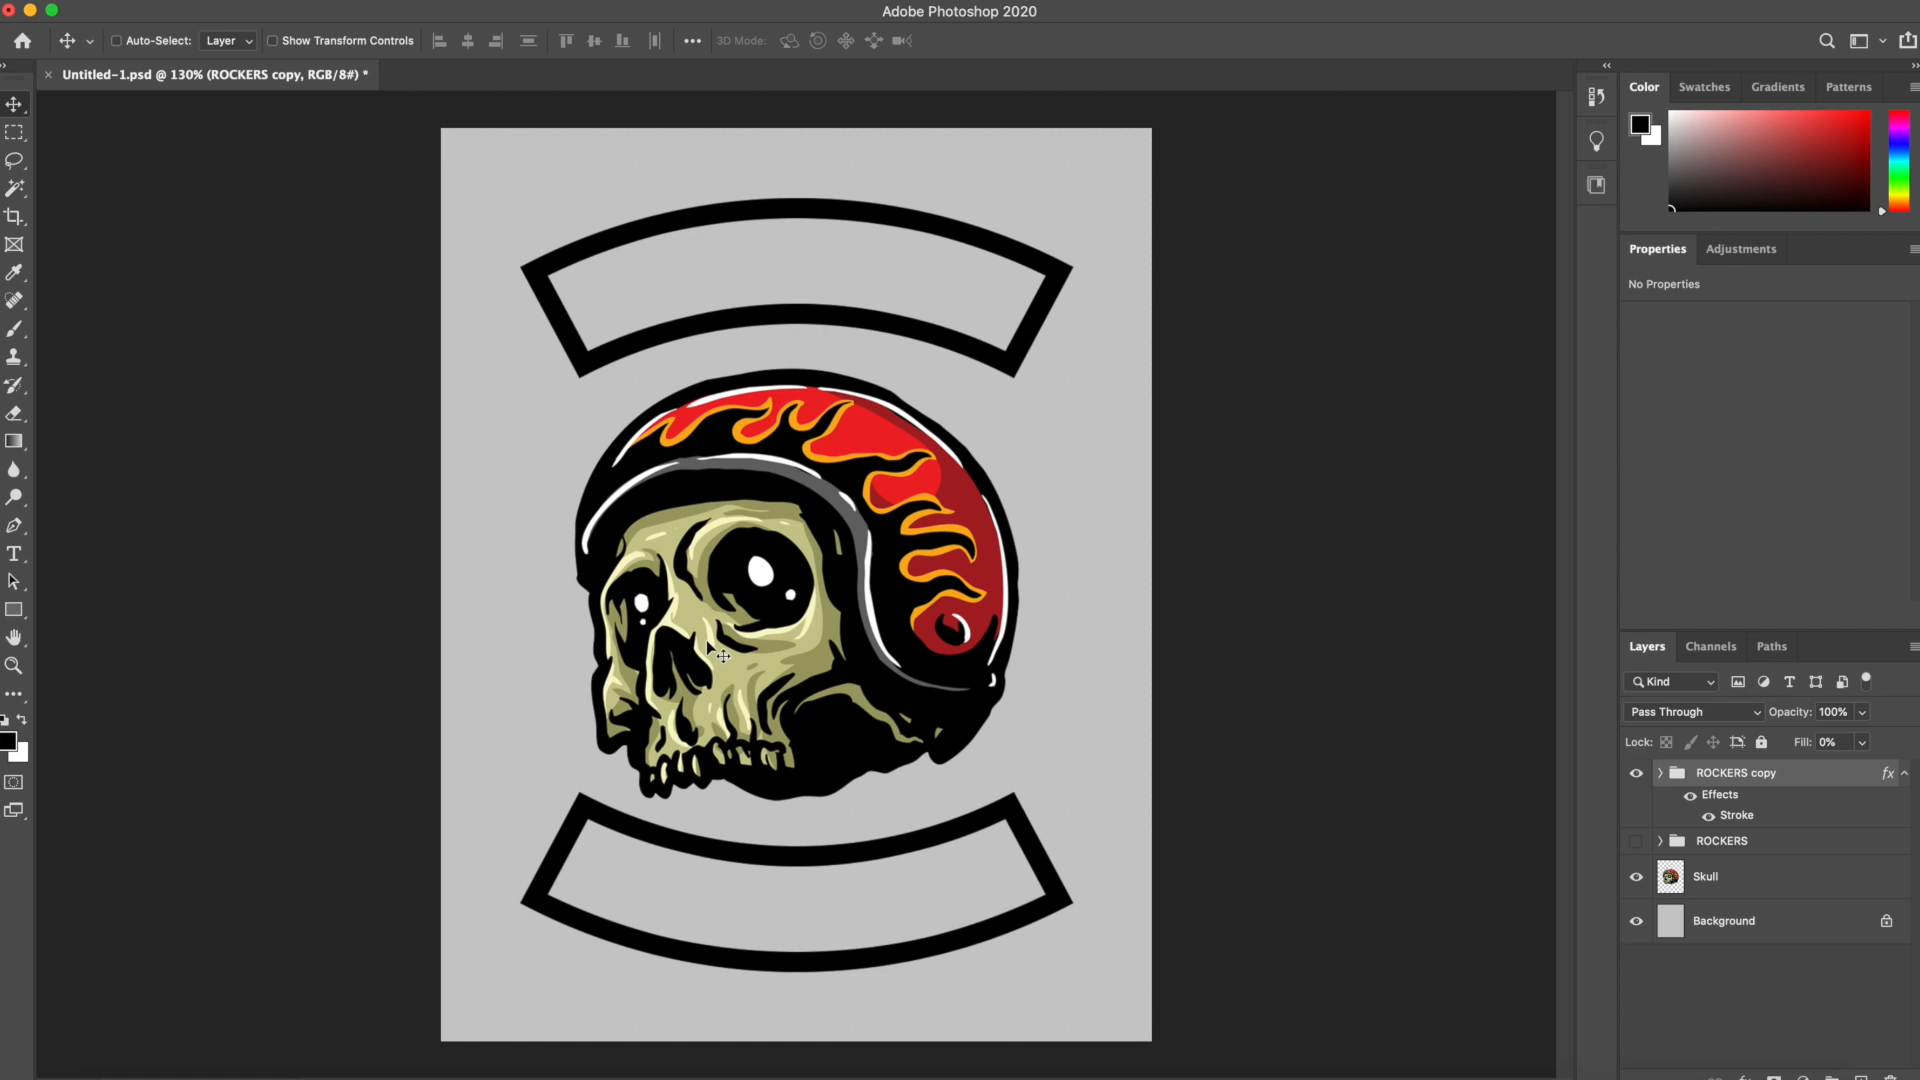 Adobe Photoshop 2020
Auto-Select: Layer Show Transform Controls 3D Mode:
Untitled-1.psd @ 130% (ROCKERS copy, RGB/8#) *
Color Swatches Gradients Patterns
Properties Adjustments
No Properties
Layers Channels Paths
Kind
Pass Through Opacity: 100%
Lock: Fill: 0%
ROCKERS copy fx
Effects
Stroke
ROCKERS
Skull
Background